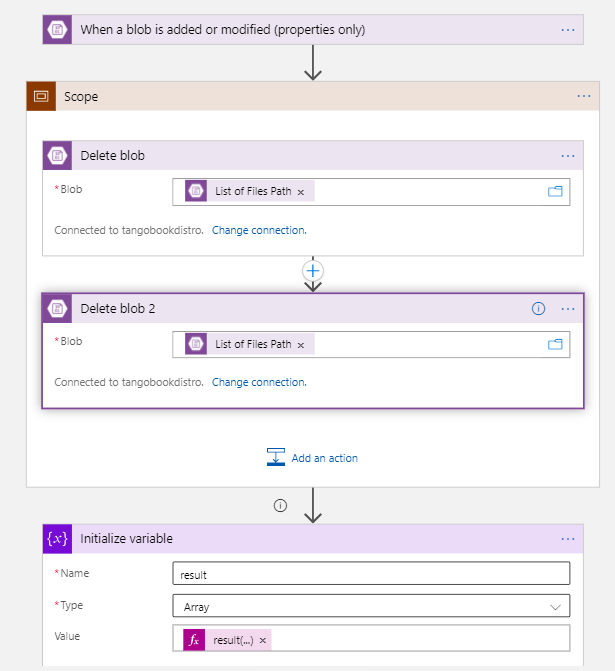 When a blob is added or modified (properties only)
Scope
Delete blob
*Blob
List of Files Path ×
Connected to tangobookdistro. Change connection.
Delete blob 2
*Blob
List of Files Path ×
Connected to tangobookdistro. Change connection.
Add an action
{x} Initialize variable
*Name
result
*Type
Array
Value
fx result(...) ×